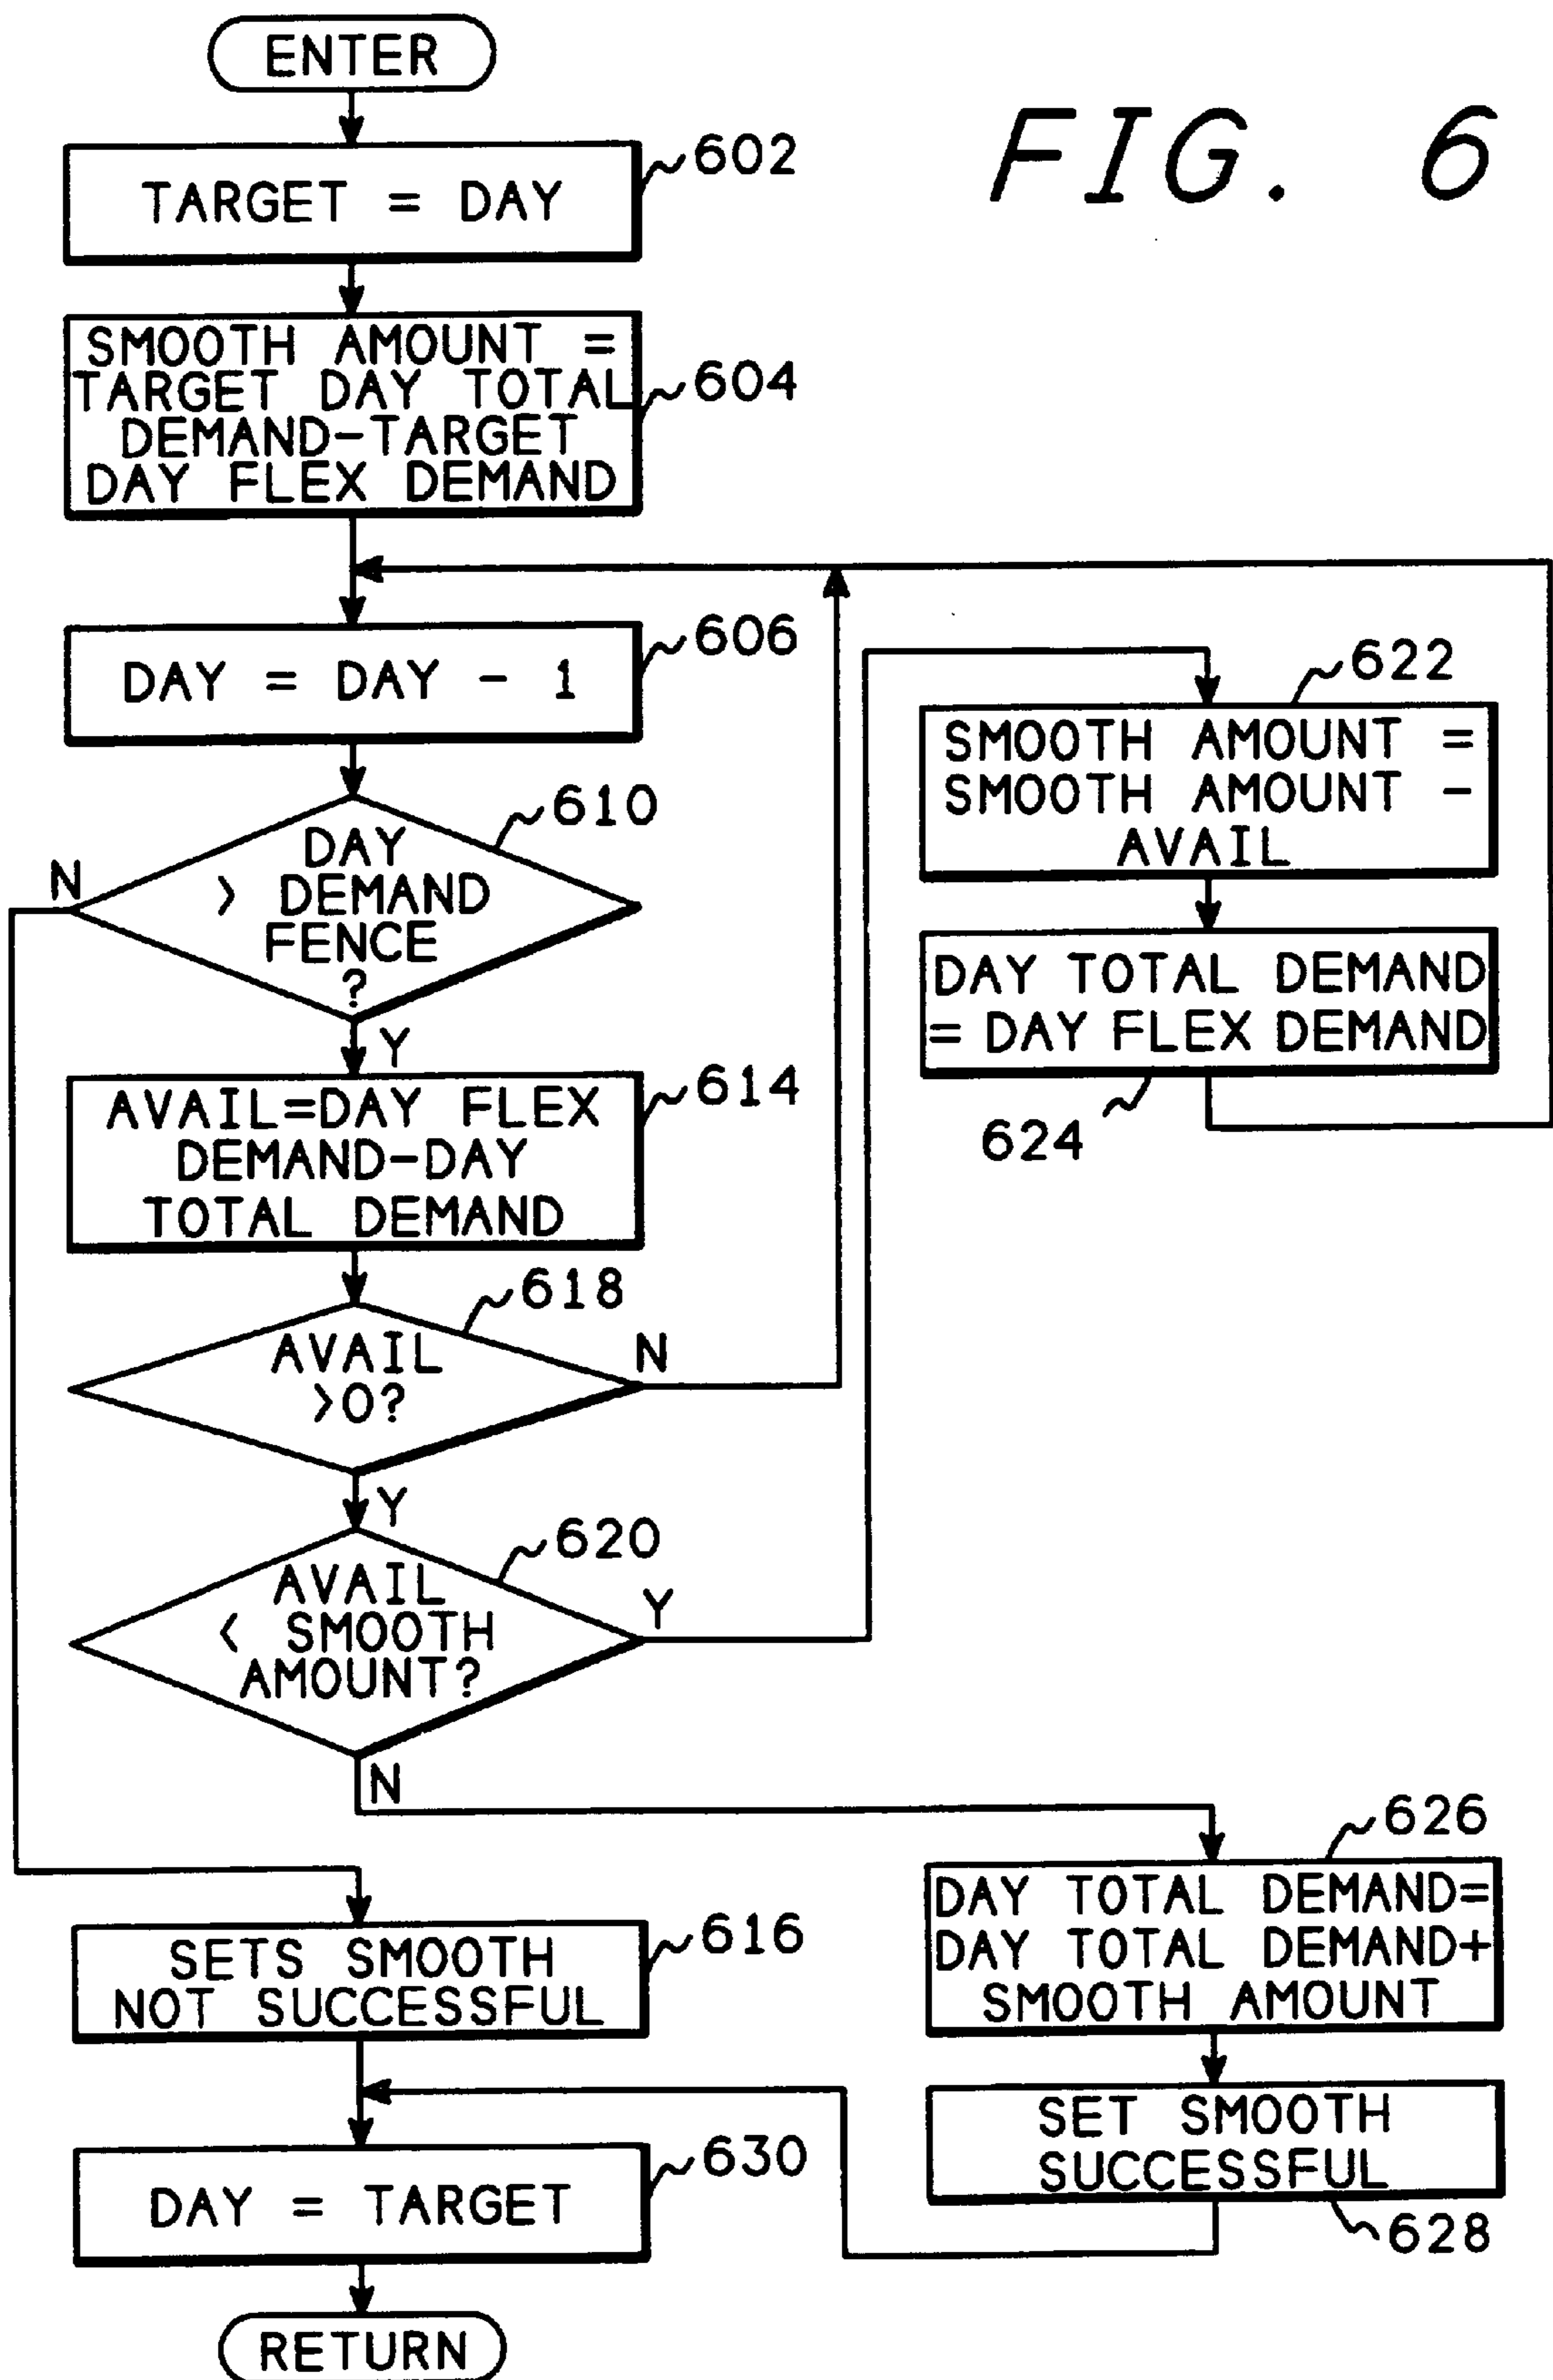 FIG. 6
ENTER
602
TARGET = DAY
604
SMOOTH AMOUNT =
TARGET DAY TOTAL
DEMAND-TARGET
DAY FLEX DEMAND
606
DAY = DAY - 1
610
DAY
> DEMAND
FENCE
?
N
Y
614
AVAIL=DAY FLEX
DEMAND-DAY
TOTAL DEMAND
618
AVAIL
>0?
N
Y
620
AVAIL
< SMOOTH
AMOUNT?
Y
N
622
SMOOTH AMOUNT =
SMOOTH AMOUNT -
AVAIL
DAY TOTAL DEMAND
= DAY FLEX DEMAND
624
626
DAY TOTAL DEMAND=
DAY TOTAL DEMAND+
SMOOTH AMOUNT
SET SMOOTH
SUCCESSFUL
628
616
SETS SMOOTH
NOT SUCCESSFUL
630
DAY = TARGET
RETURN